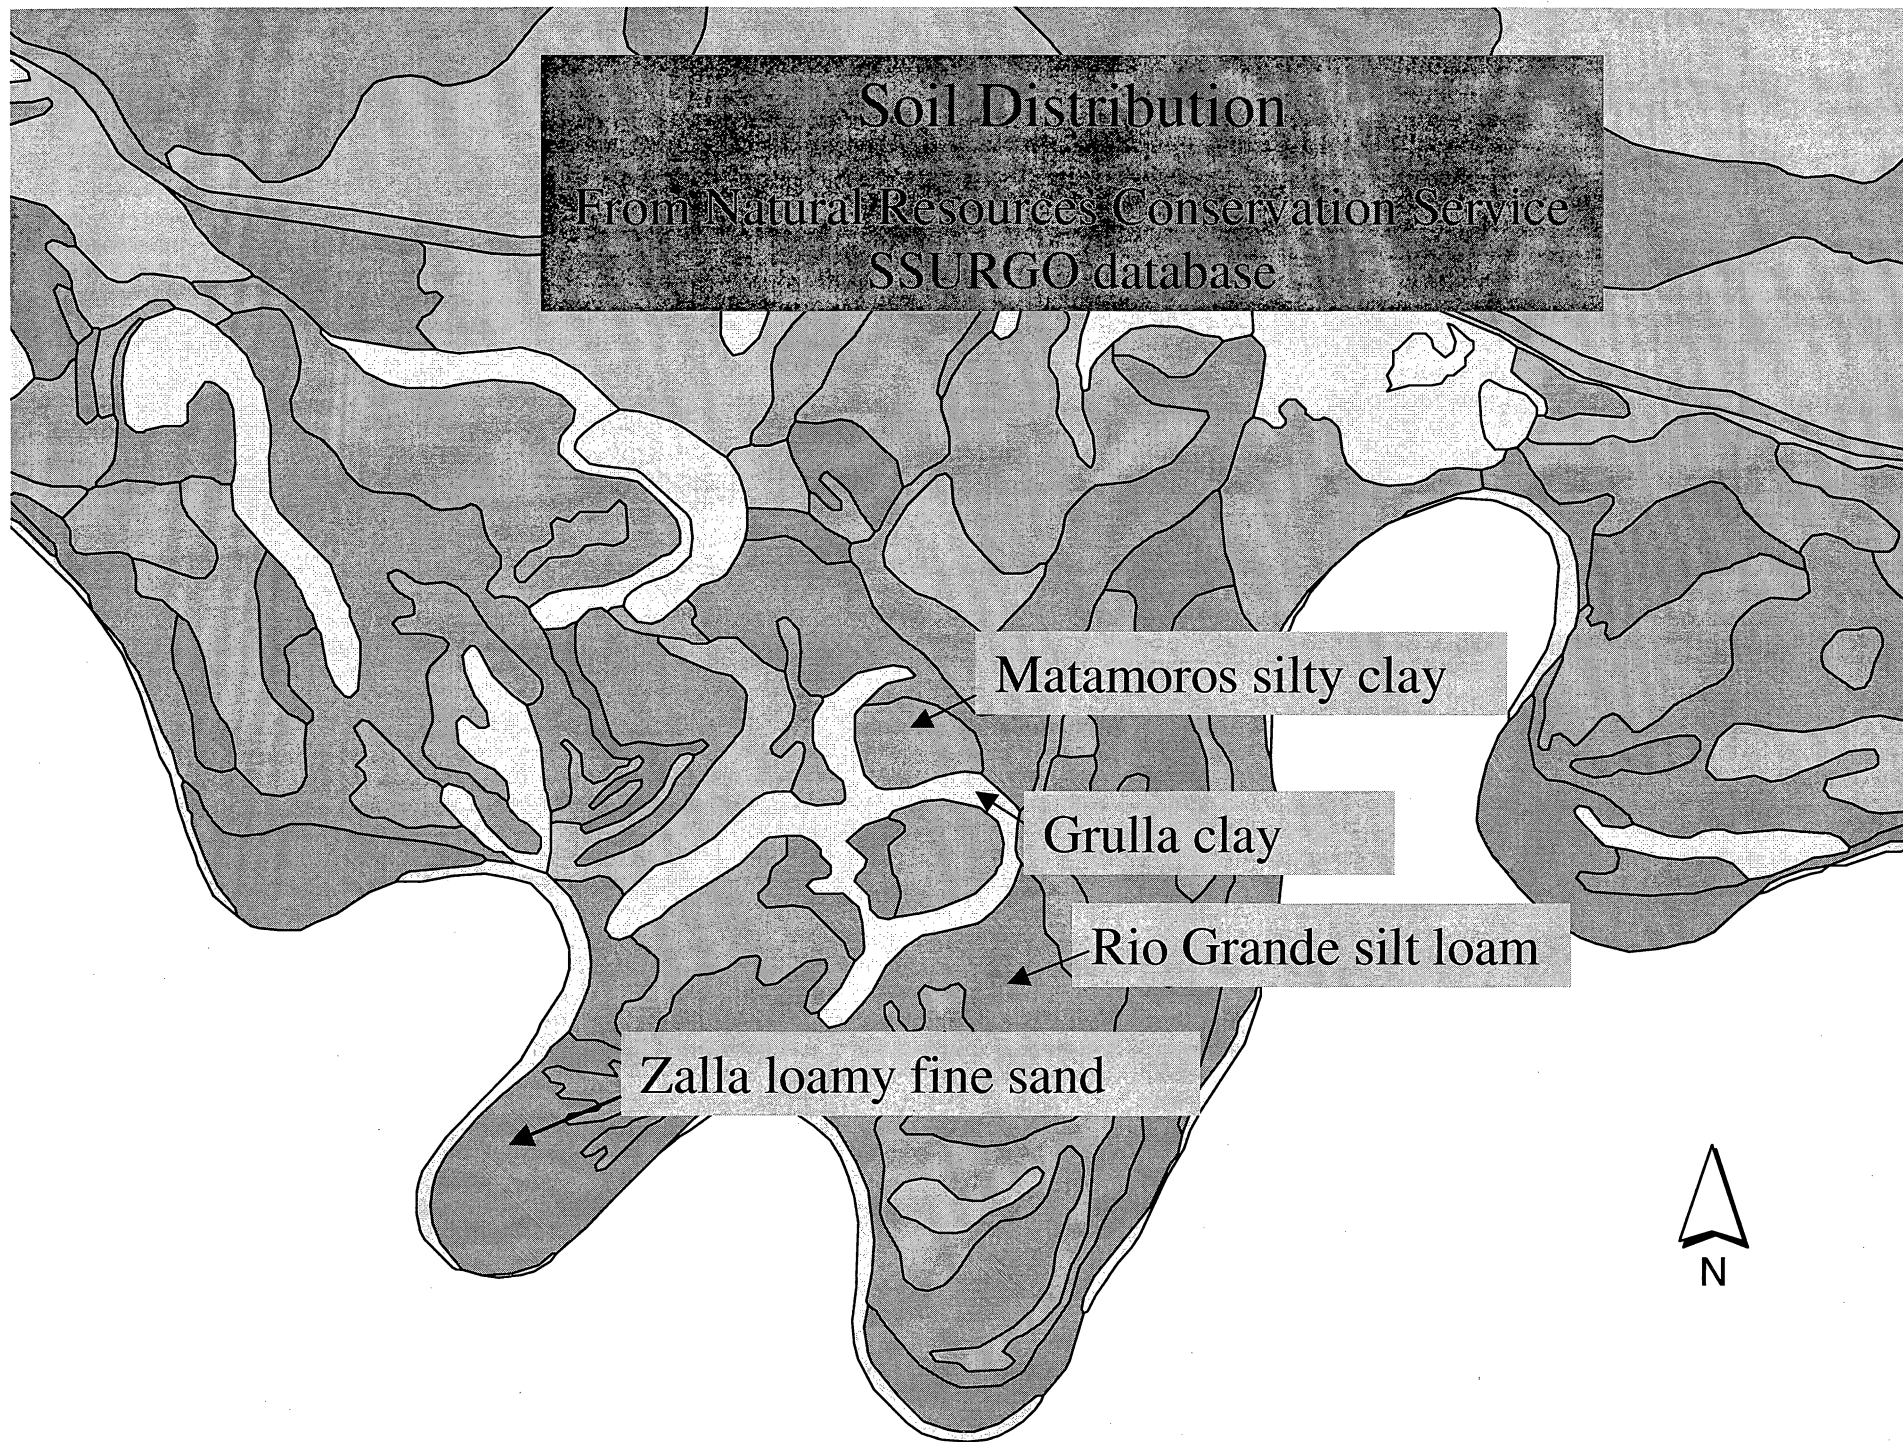 Soil Distribution
From Natural Resources Conservation Service
SSURGO database
Matamoros silty clay
Grulla clay
Rio Grande silt loam
Zalla loamy fine sand
N